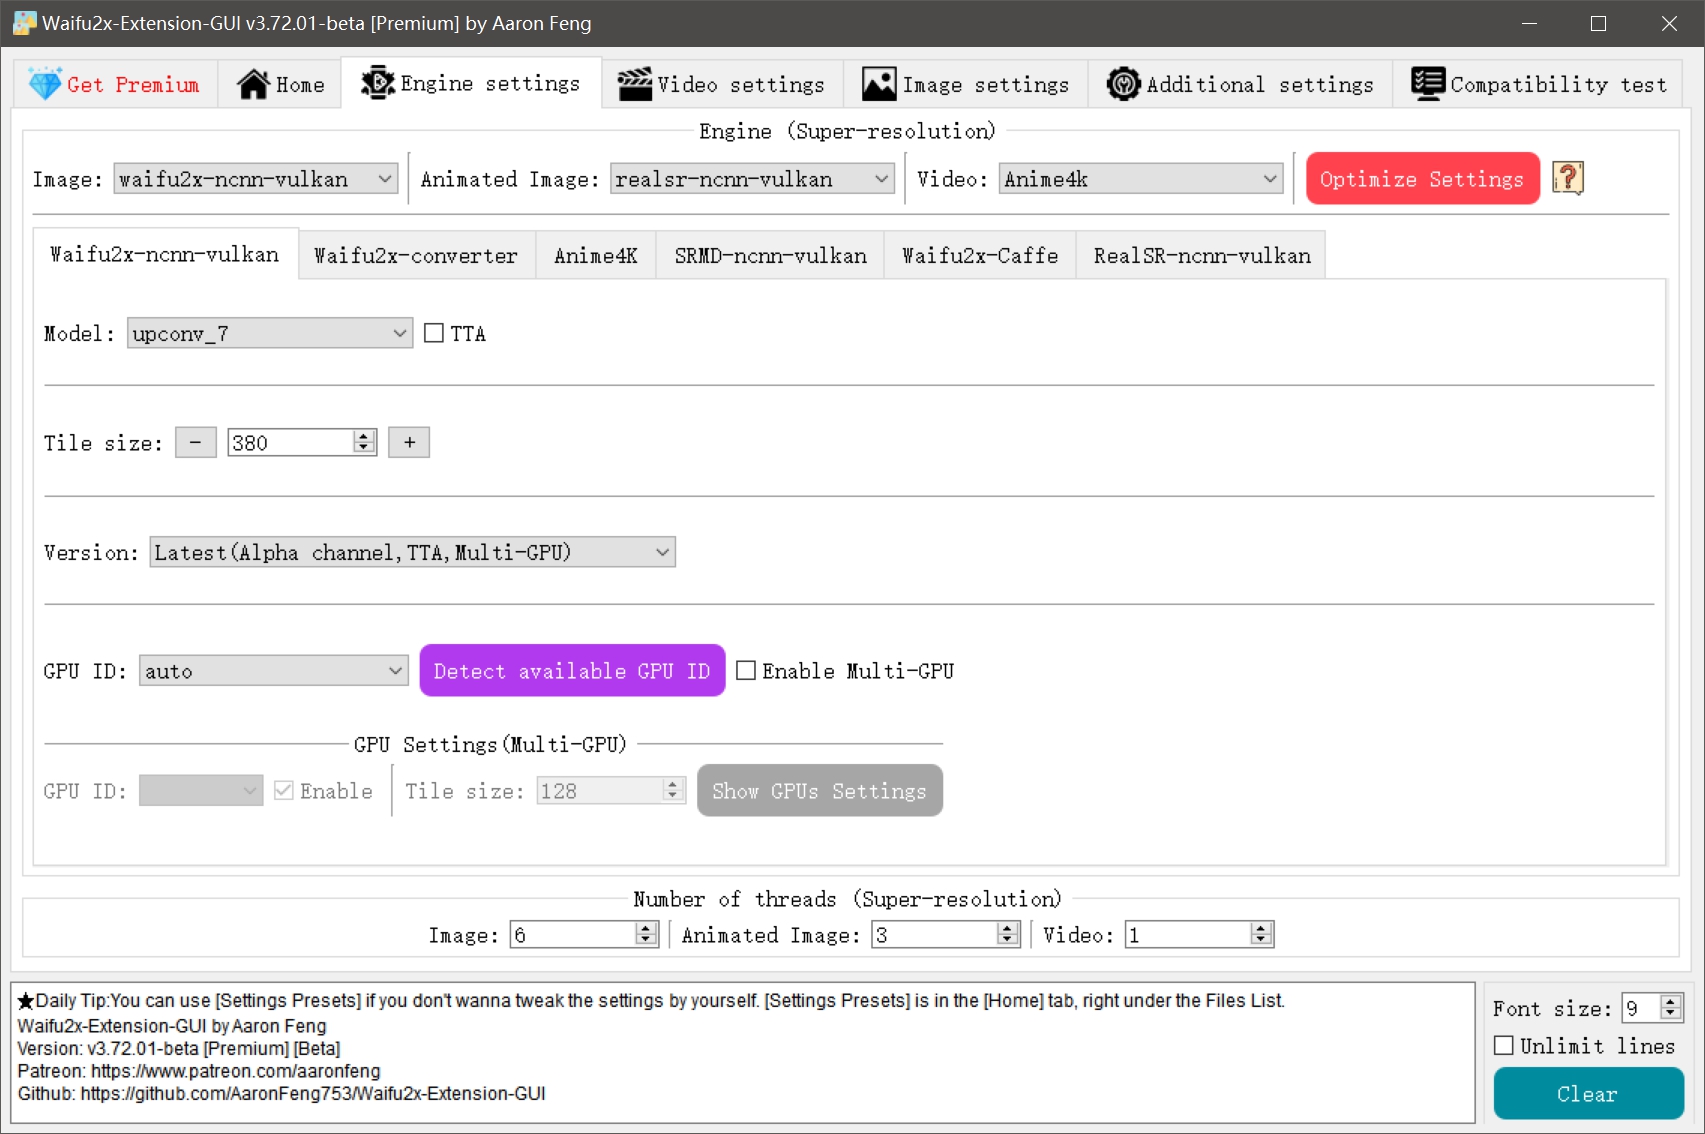 Waifu2x-Extension-GUI v3.72.01-beta [Premium] by Aaron Feng
Get Premium Home Engine settings Video settings Image settings Additional settings Compatibility test
Engine (Super-resolution)
Image: waifu2x-ncnn-vulkan Animated Image: realsr-ncnn-vulkan Video: Anime4k Optimize Settings ?
Waifu2x-ncnn-vulkan Waifu2x-converter Anime4K SRMD-ncnn-vulkan Waifu2x-Caffe RealSR-ncnn-vulkan
Model: upconv_7 TTA
Tile size: - 380 +
Version: Latest(Alpha channel,TTA,Multi-GPU)
GPU ID: auto Detect available GPU ID Enable Multi-GPU
GPU Settings(Multi-GPU)
GPU ID: Enable Tile size: 128 Show GPUs Settings
Number of threads (Super-resolution)
Image: 6 Animated Image: 3 Video: 1
★Daily Tip:You can use [Settings Presets] if you don't wanna tweak the settings by yourself. [Settings Presets] is in the [Home] tab, right under the Files List.
Waifu2x-Extension-GUI by Aaron Feng
Version: v3.72.01-beta [Premium] [Beta]
Patreon: https://www.patreon.com/aaronfeng
Github: https://github.com/AaronFeng753/Waifu2x-Extension-GUI
Font size: 9
Unlimit lines
Clear